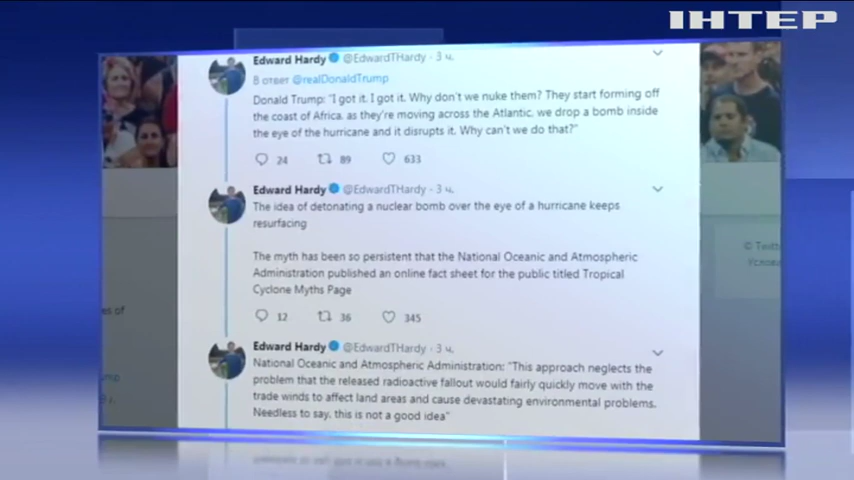 ІНТЕР
Edward Hardy @EdwardTHardy · 3 ч.
В ответ @realDonaldTrump
Donald Trump: "I got it. I got it. Why don't we nuke them? They start forming off
the coast of Africa, as they're moving across the Atlantic, we drop a bomb inside
the eye of the hurricane and it disrupts it. Why can't we do that?"
24 89 633
Edward Hardy @EdwardTHardy · 3 ч.
The idea of detonating a nuclear bomb over the eye of a hurricane keeps
resurfacing
The myth has been so persistent that the National Oceanic and Atmospheric
Administration published an online fact sheet for the public titled Tropical
Cyclone Myths Page
12 36 345
Edward Hardy @EdwardTHardy · 3 ч.
National Oceanic and Atmospheric Administration: "This approach neglects the
problem that the released radioactive fallout would fairly quickly move with the
trade winds to affect land areas and cause devastating environmental problems.
Needless to say, this is not a good idea"